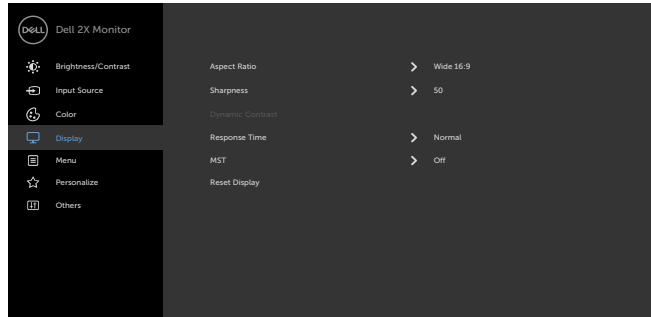 DELL Dell 2X Monitor
Brightness/Contrast
Input Source
Color
Display
Menu
Personalize
Others
Aspect Ratio Wide 16:9
Sharpness 50
Dynamic Contrast
Response Time Normal
MST Off
Reset Display